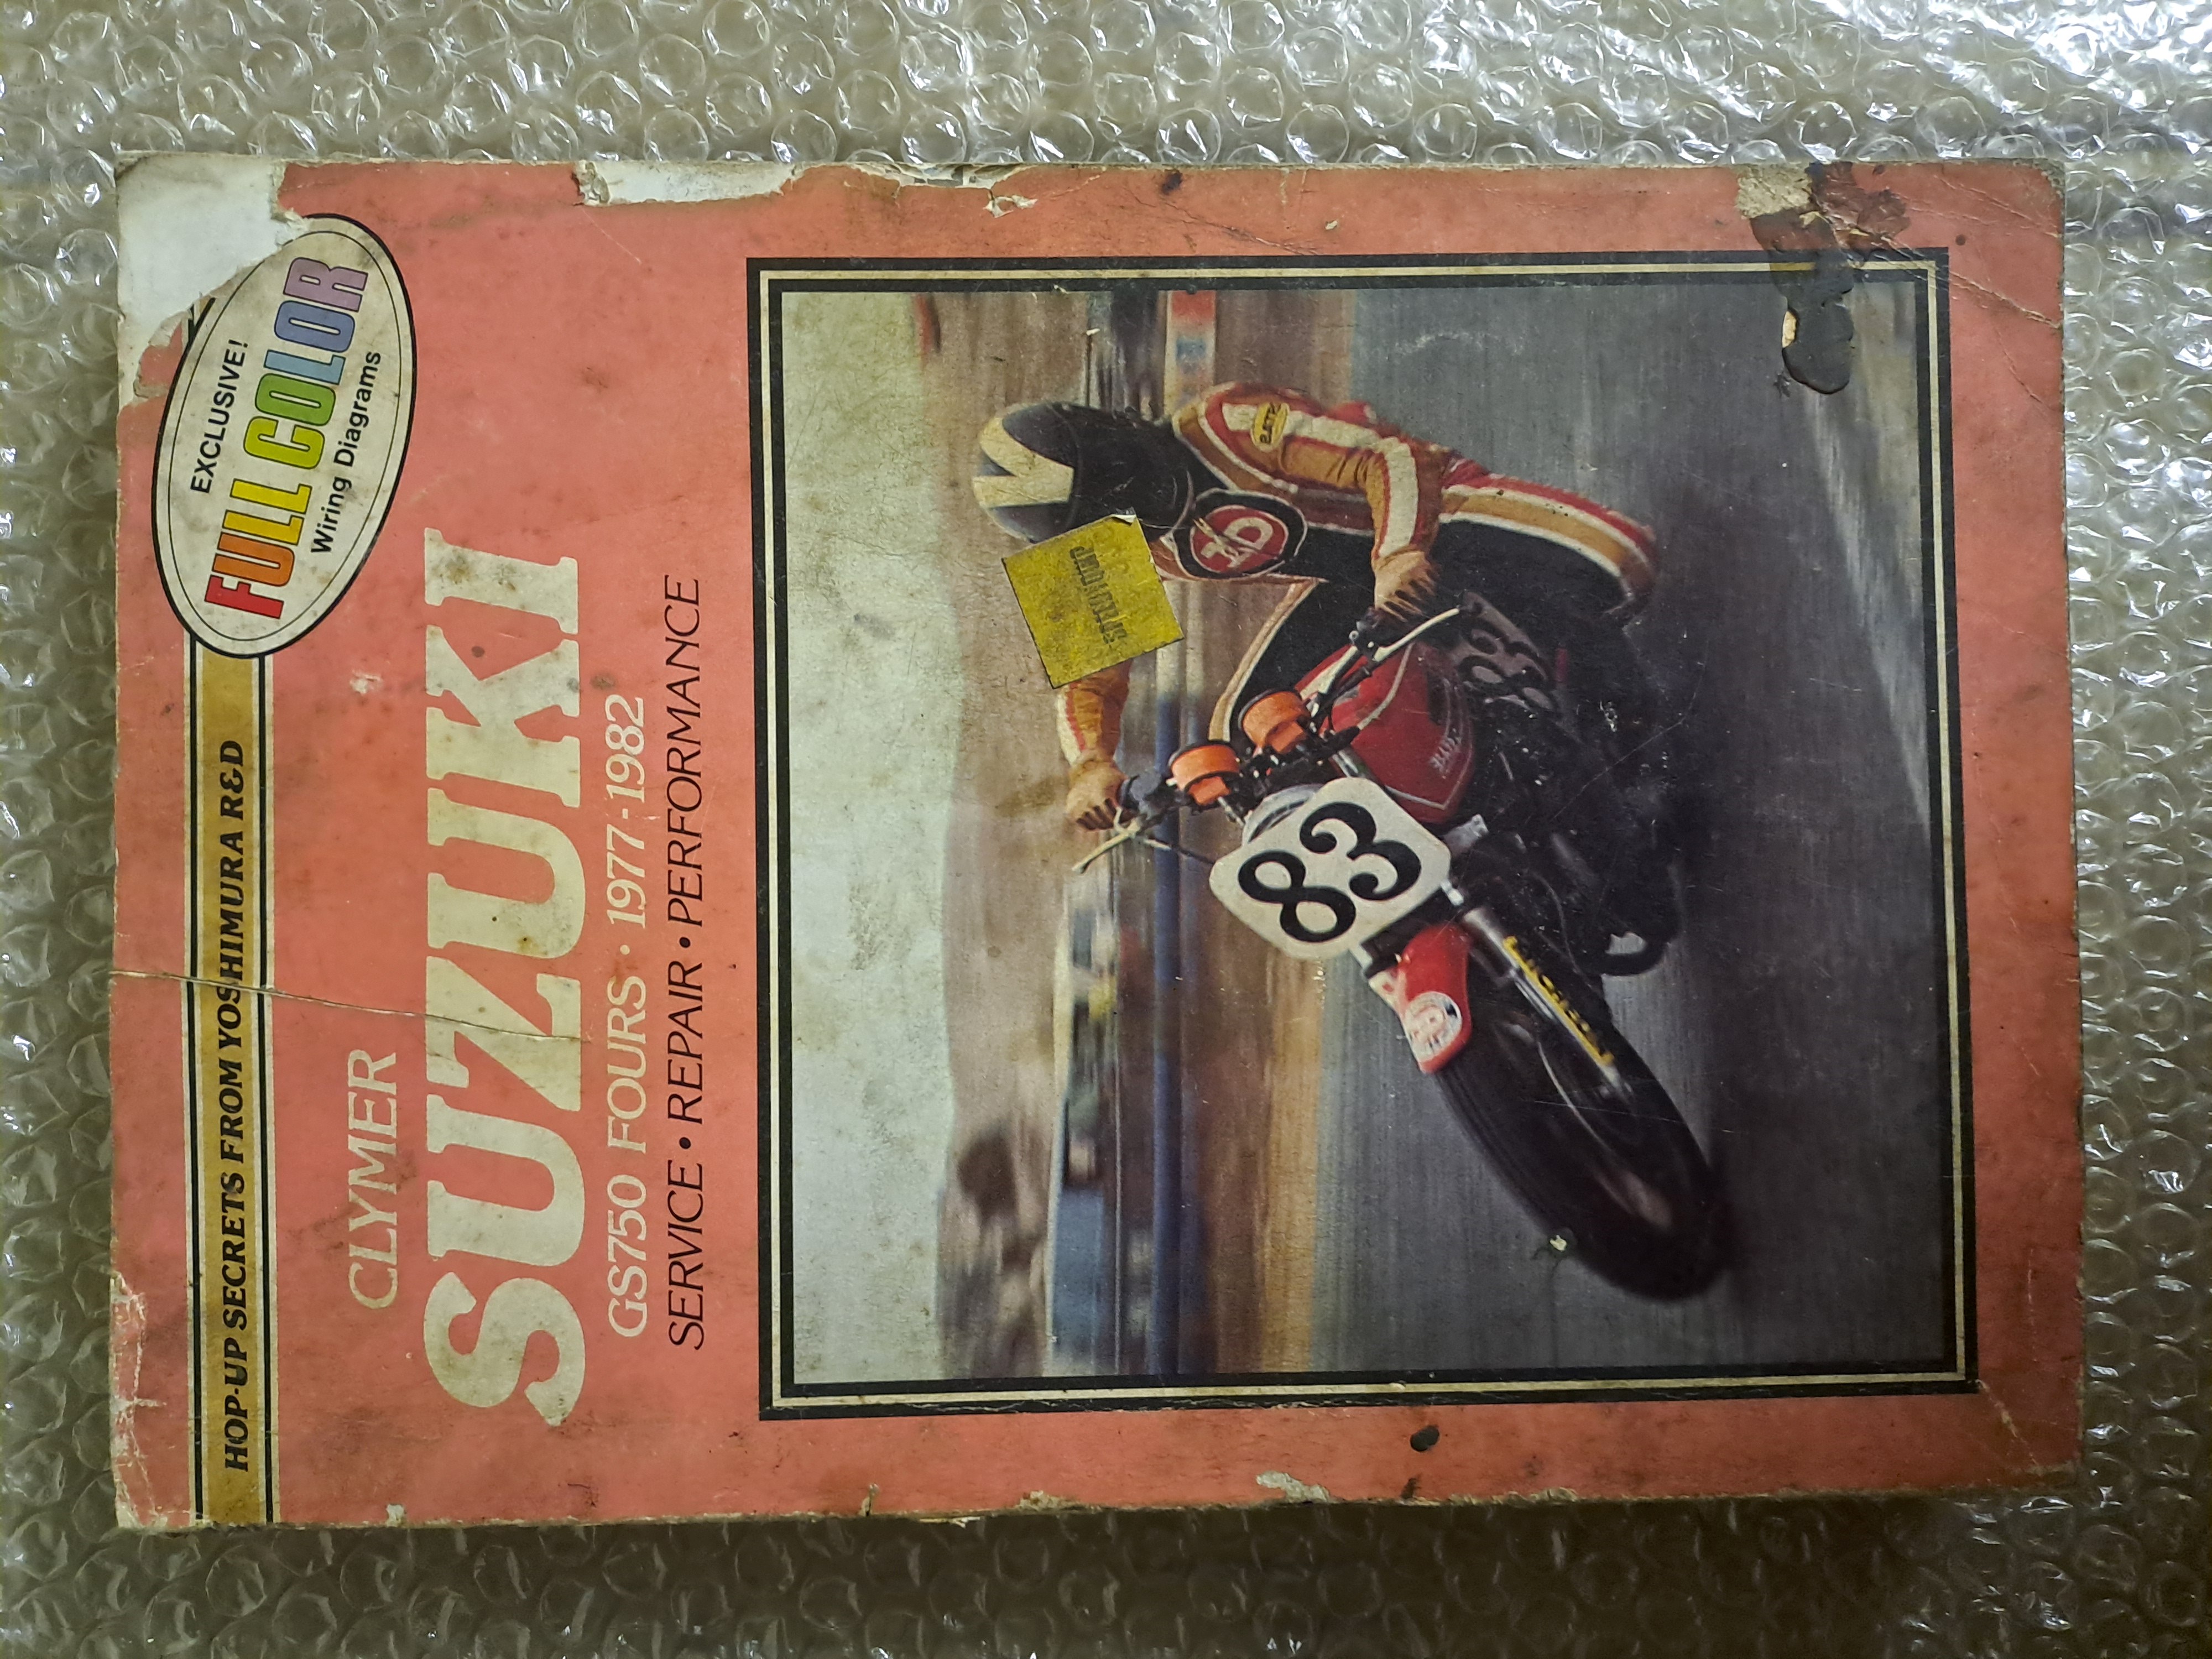 HOP-UP SECRETS FROM YOSHIMURA R&D
EXCLUSIVE!
FULL COLOR
Wiring Diagrams
CLYMER
SUZUKI
GS750 FOURS · 1977-1982
SERVICE • REPAIR • PERFORMANCE
83
83